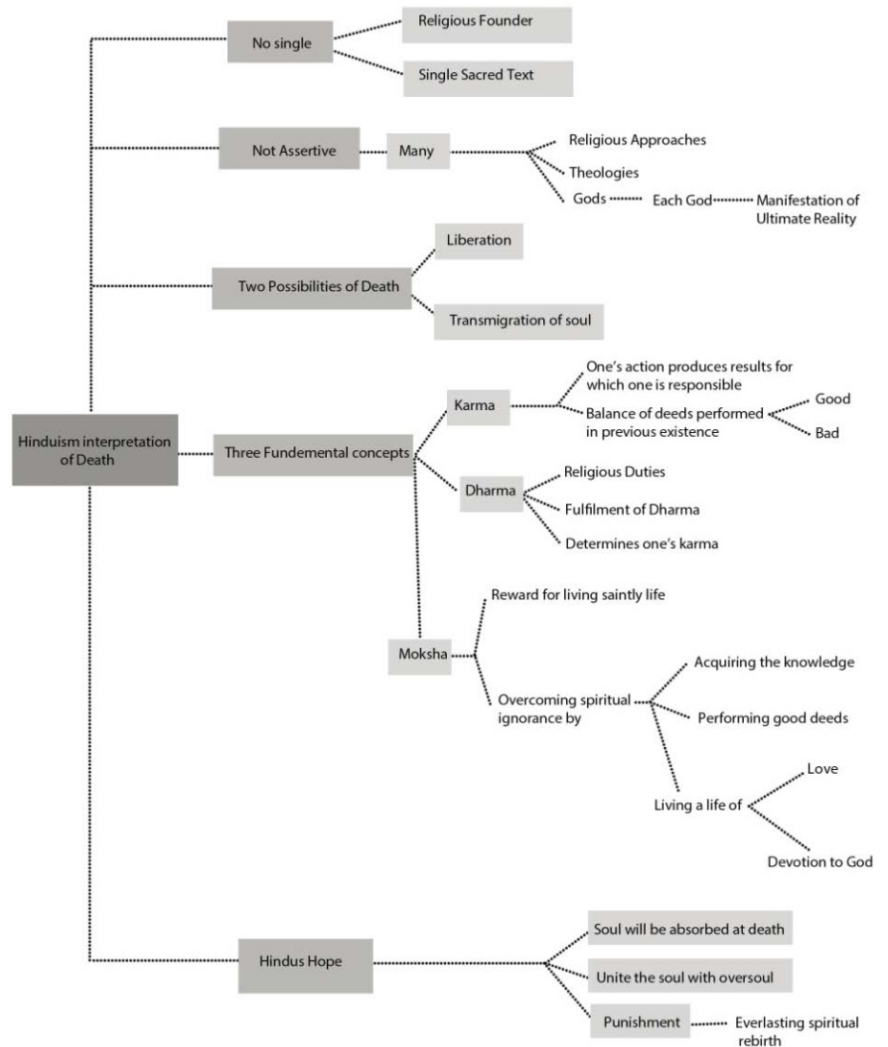 No single
Religious Founder
Single Sacred Text
Not Assertive
Many
Religious Approaches
Theologies
Gods
Each God
Manifestation of
Ultimate Reality
Two Possibilities of Death
Liberation
Transmigration of soul
Hinduism interpretation
of Death
Three Fundemental concepts
Karma
One's action produces results for
which one is responsible
Balance of deeds performed
in previous existence
Good
Bad
Dharma
Religious Duties
Fulfilment of Dharma
Determines one's karma
Moksha
Reward for living saintly life
Overcoming spiritual
ignorance by
Acquiring the knowledge
Performing good deeds
Living a life of
Love
Devotion to God
Hindus Hope
Soul will be absorbed at death
Unite the soul with oversoul
Punishment
Everlasting spiritual
rebirth